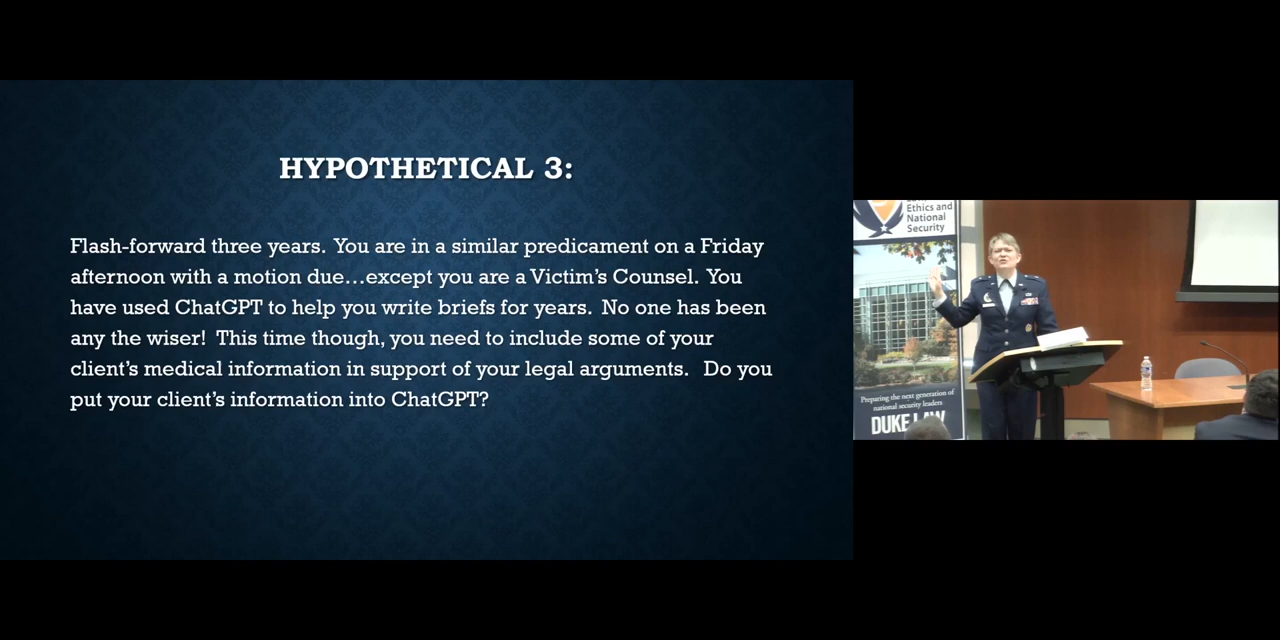 HYPOTHETICAL 3:
Flash-forward three years. You are in a similar predicament on a Friday
afternoon with a motion due...except you are a Victim's Counsel. You
have used ChatGPT to help you write briefs for years. No one has been
any the wiser! This time though, you need to include some of your
client's medical information in support of your legal arguments. Do you
put your client's information into ChatGPT?
Ethics and
National
Security
Preparing the next generation of
national security leaders
DUKE LAW